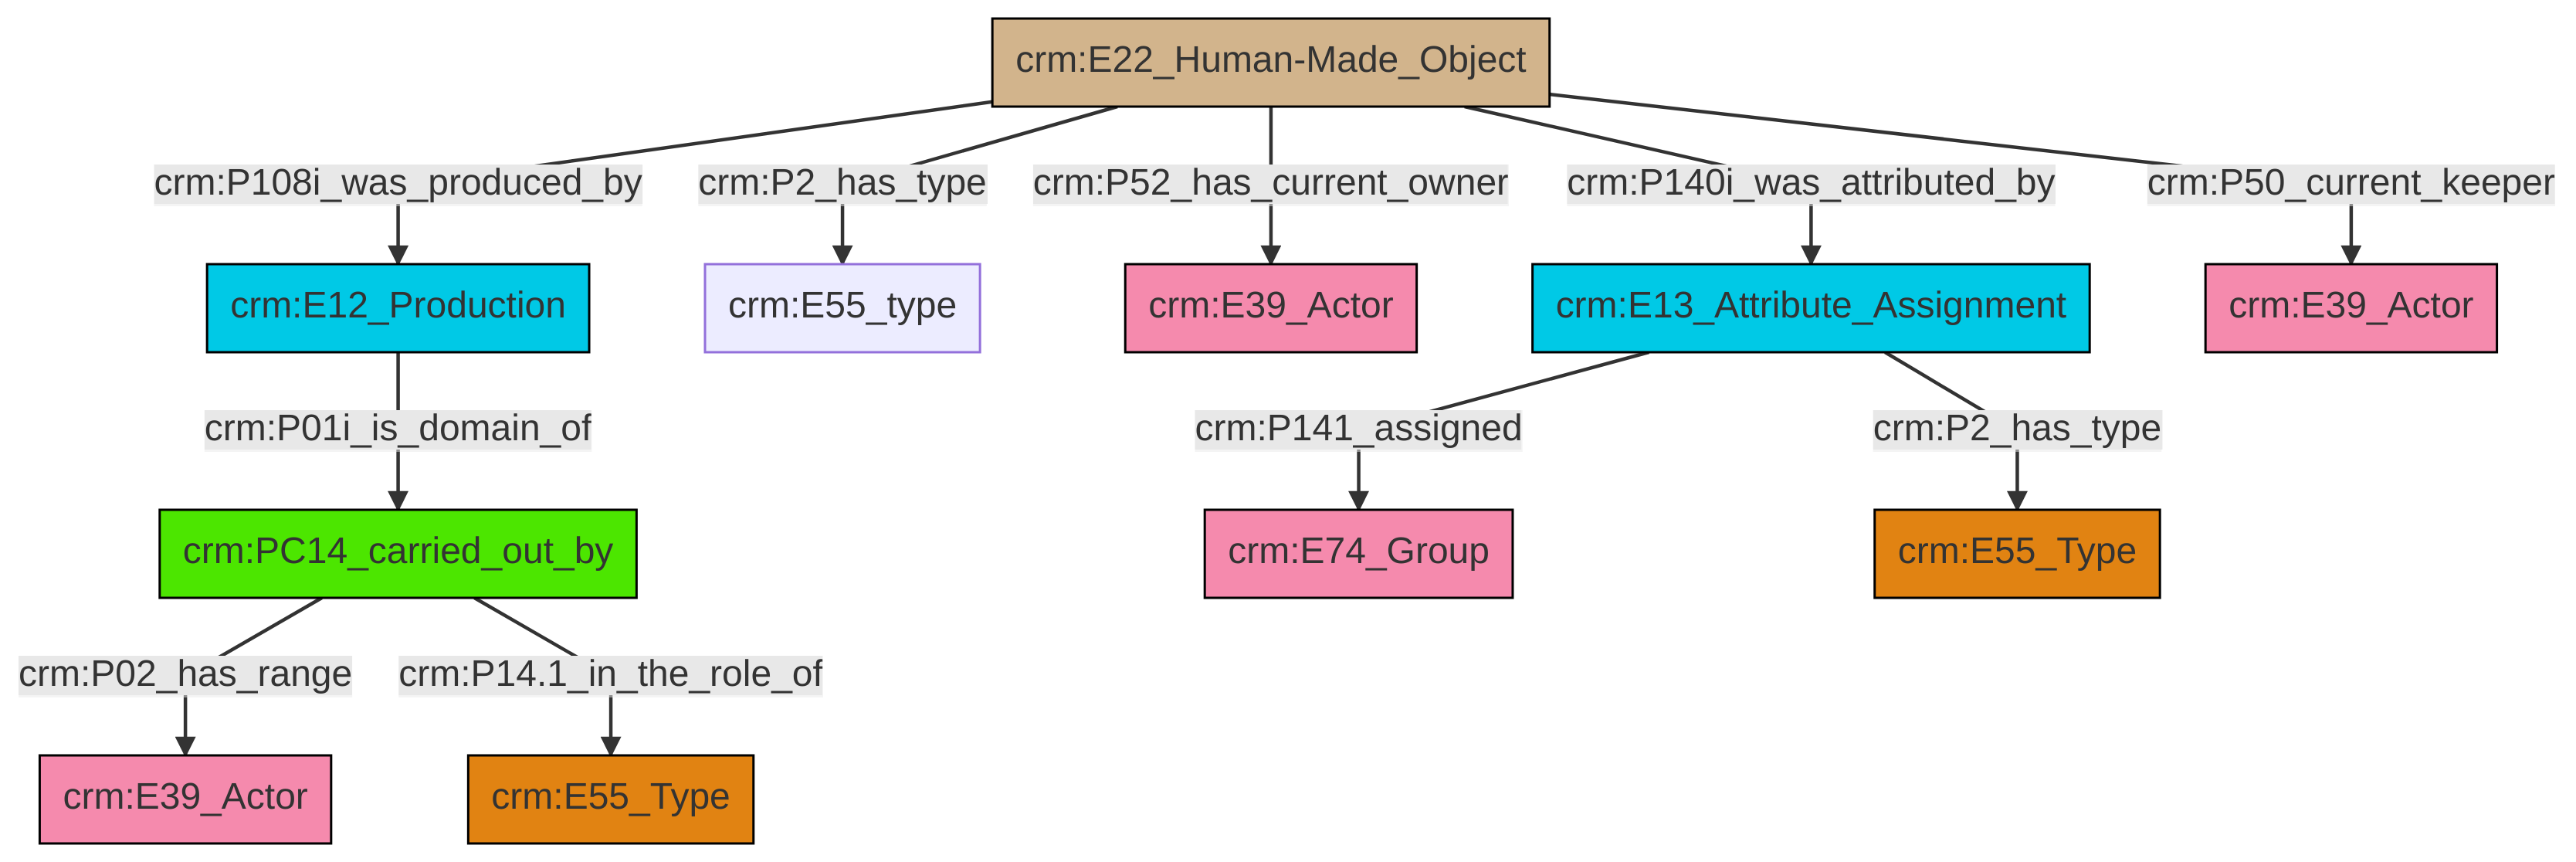 crm:E22_Human-Made_Object
crm:P108i_was_produced_by
crm:P2_has_type
crm:P52_has_current_owner
crm:P140i_was_attributed_by
crm:P50_current_keeper
crm:E12_Production
crm:E55_type
crm:E39_Actor
crm:E13_Attribute_Assignment
crm:E39_Actor
crm:P01i_is_domain_of
crm:P141_assigned
crm:P2_has_type
crm:PC14_carried_out_by
crm:E74_Group
crm:E55_Type
crm:P02_has_range
crm:P14.1_in_the_role_of
crm:E39_Actor
crm:E55_Type